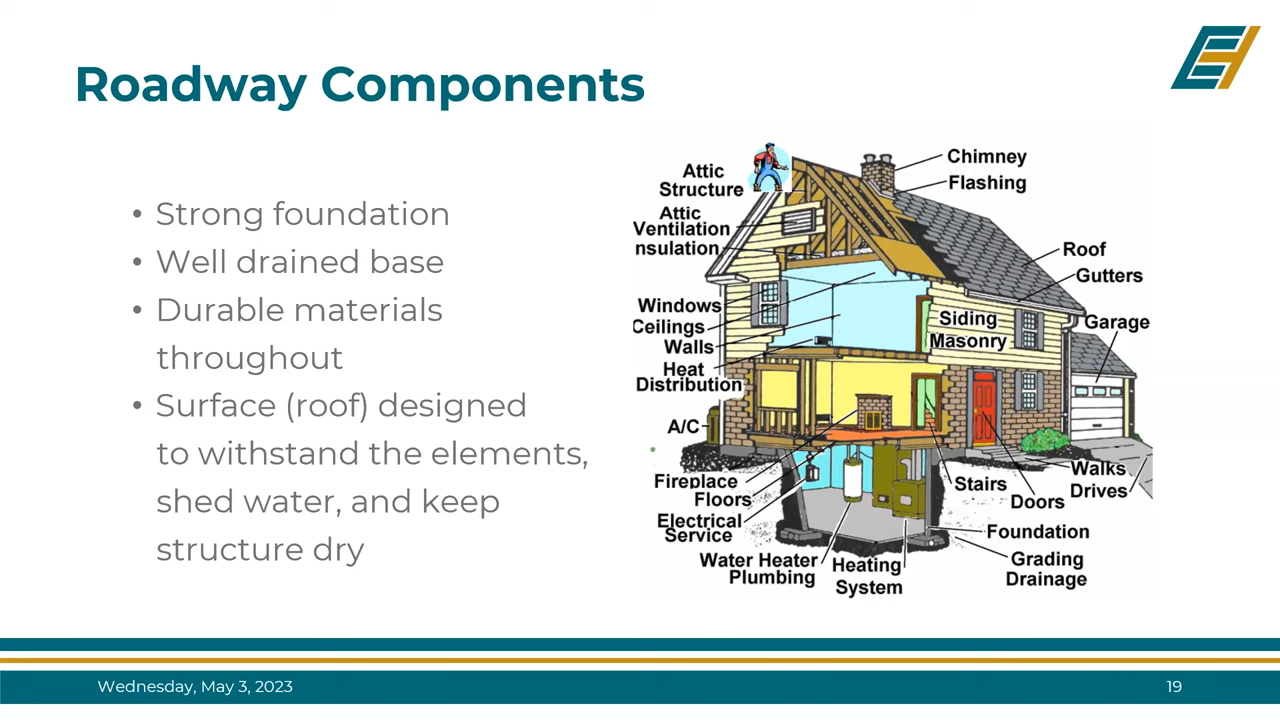 Roadway Components
• Strong foundation
• Well drained base
• Durable materials
throughout
• Surface (roof) designed
to withstand the elements,
shed water, and keep
structure dry
Attic
Structure
Attic
Ventilation
nsulation
Windows
Ceilings
Walls
Heat
Distribution
A/C
Fireplace
Floors
Electrical
Service
Water Heater
Plumbing
Heating
System
Chimney
Flashing
Roof
Gutters
Garage
Siding
Masonry
Walks
Drives
Stairs
Doors
Foundation
Grading
Drainage
Wednesday, May 3, 2023
19